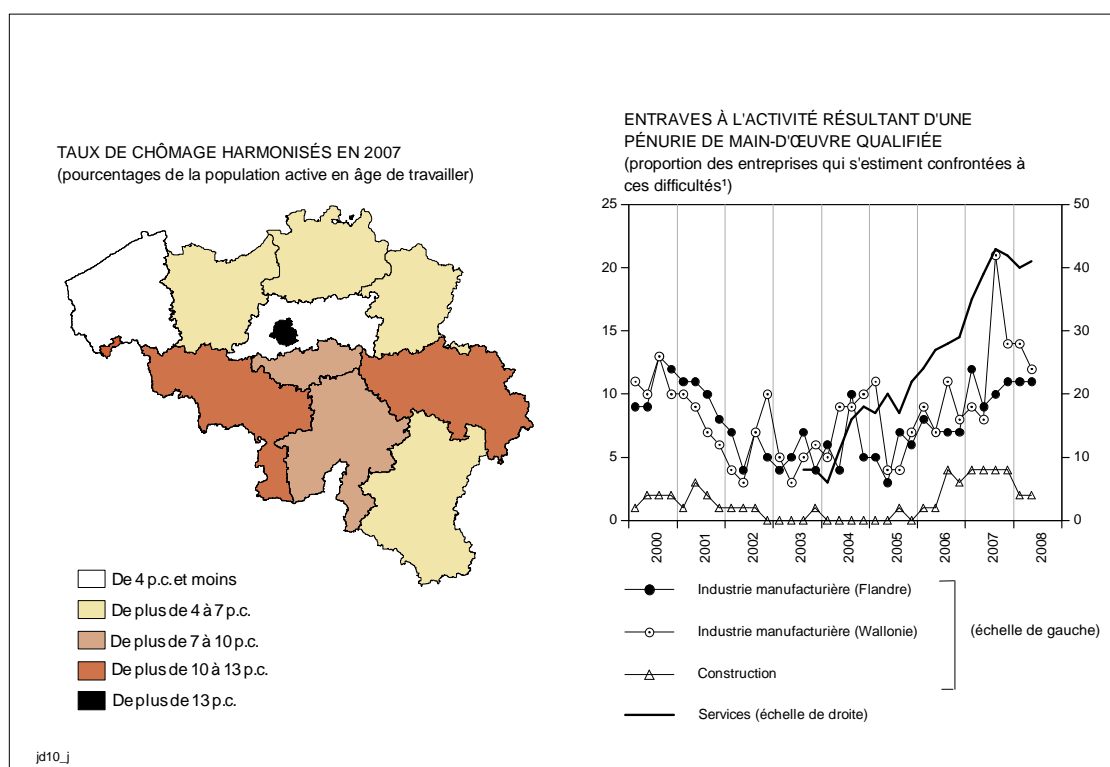 TAUX DE CHÔMAGE HARMONISÉS EN 2007
(pourcentages de la population active en âge de travailler)
De 4 p.c. et moins
De plus de 4 à 7 p.c.
De plus de 7 à 10 p.c.
De plus de 10 à 13 p.c.
De plus de 13 p.c.
ENTRAVES À L'ACTIVITÉ RÉSULTANT D'UNE
PÉNURIE DE MAIN-D'ŒUVRE QUALIFIÉE
(proportion des entreprises qui s'estiment confrontées à
ces difficultés¹)
25
20
15
10
5
0
50
40
30
20
10
0
2000
2001
2002
2003
2004
2005
2006
2007
2008
Industrie manufacturière (Flandre)
Industrie manufacturière (Wallonie)
(échelle de gauche)
Construction
Services (échelle de droite)
jd10_j